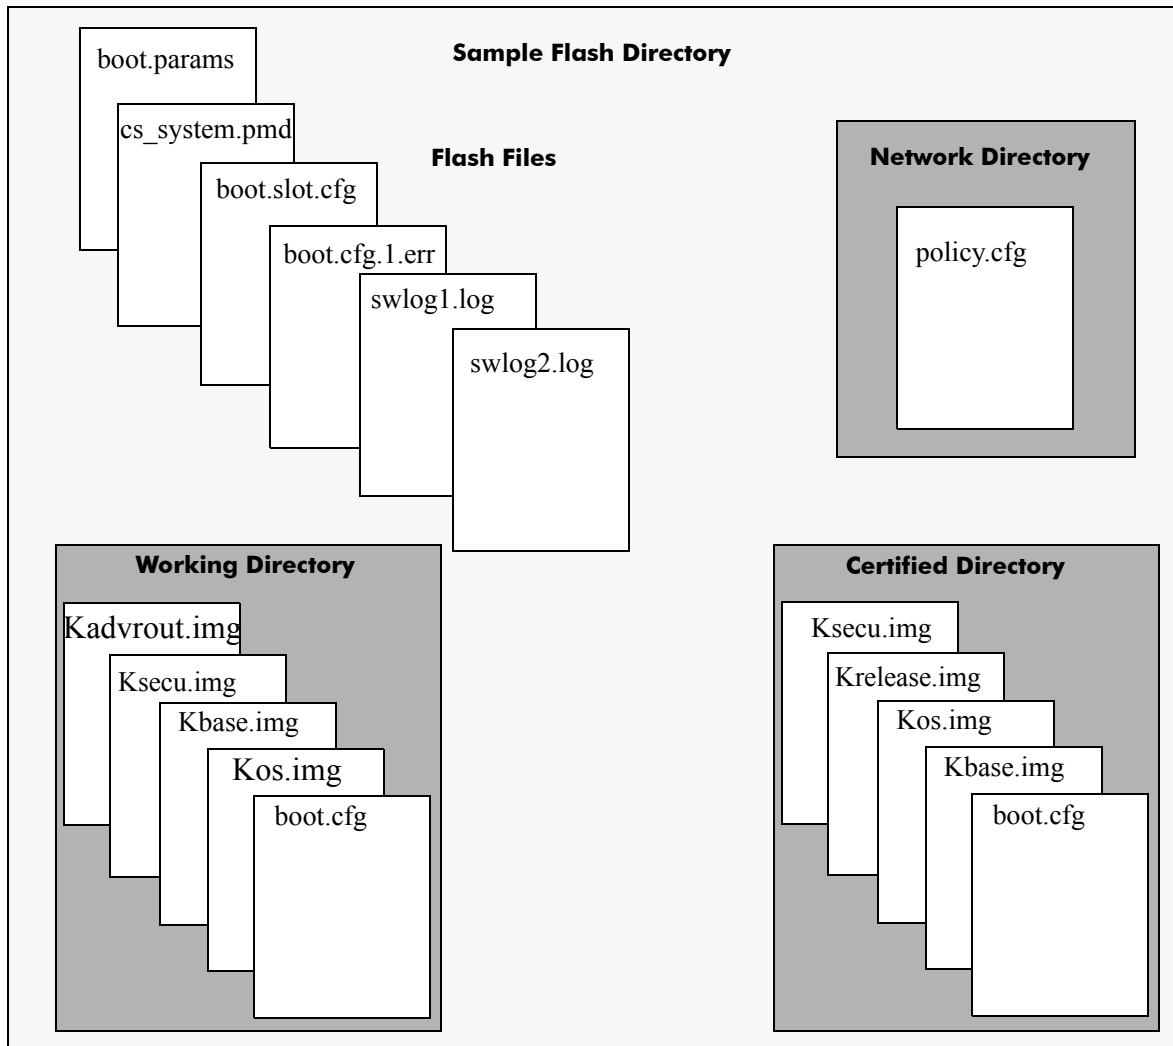 Sample Flash Directory
boot.params
cs_system.pmd
Flash Files
boot.slot.cfg
boot.cfg.1.err
swlog1.log
swlog2.log
Network Directory
policy.cfg
Working Directory
Kadvrout.img
Ksecu.img
Kbase.img
Kos.img
boot.cfg
Certified Directory
Ksecu.img
Krelease.img
Kos.img
Kbase.img
boot.cfg